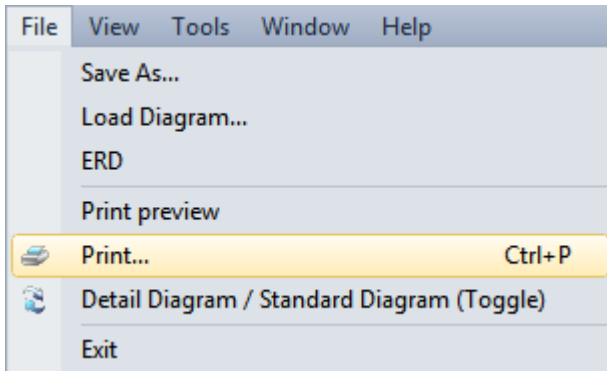 File View Tools Window Help
Save As...
Load Diagram...
ERD
Print preview
Print... Ctrl+P
Detail Diagram / Standard Diagram (Toggle)
Exit